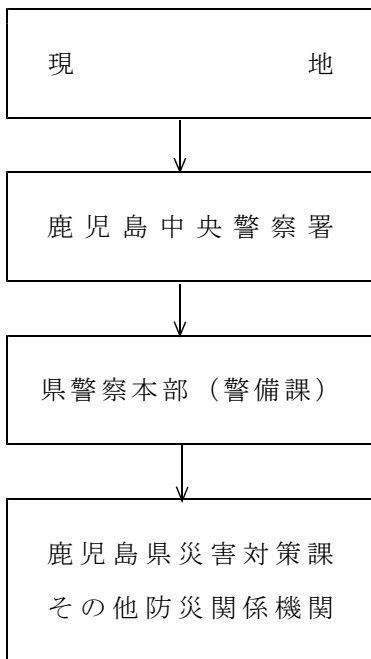 現地
鹿児島中央警察署
県警察本部（警備課）
鹿児島県災害対策課
その他防災関係機関